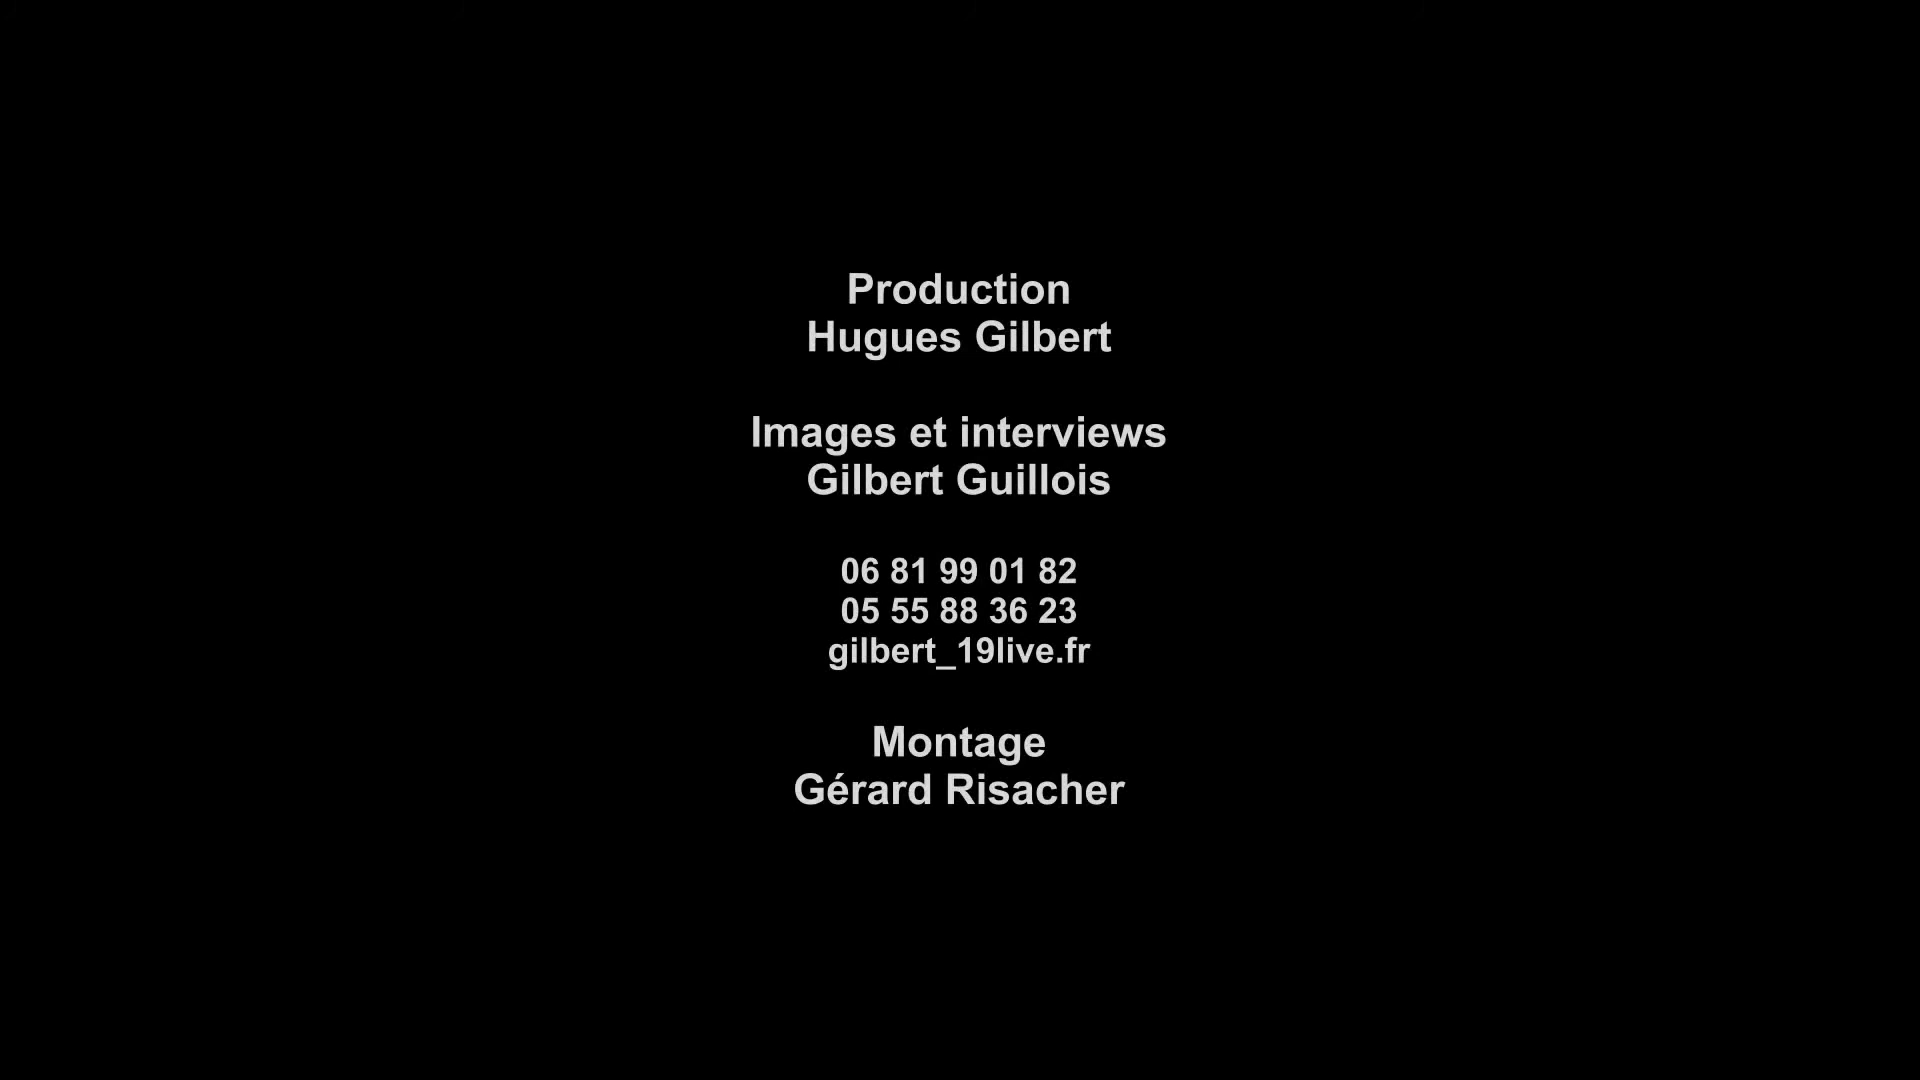 Production
Hugues Gilbert
Images et interviews
Gilbert Guillois
06 81 99 01 82
05 55 88 36 23
gilbert_19live.fr
Montage
Gérard Risacher